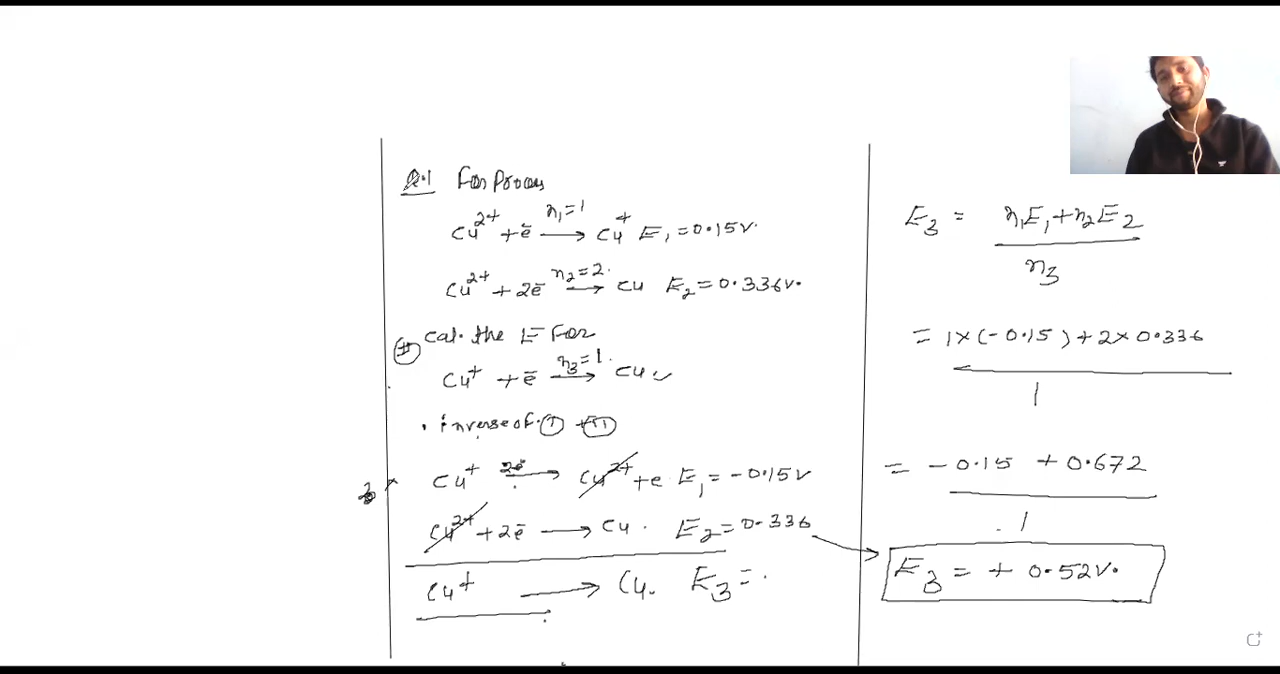 Q.1 For Process
Cu²⁺ + ē —n₁=1→ Cu⁺ E₁ = 0.15V.
Cu²⁺ + 2ē —n₂=2.→ Cu E₂ = 0.336V.
Cal. the E For
Cu⁺ + ē —n₃=1.→ Cu
. inverse of (I) + (II)
Cu⁺ → Cu²⁺ + e E₁ = -0.15V
Cu²⁺ + 2ē → Cu. E₂ = 0.336
Cu⁺ → Cu. E₃ = .
E₃ = n₁E₁ + n₂E₂
n₃
= 1×(-0.15) + 2×0.336
1
= -0.15 + 0.672
1
E₃ = + 0.52V.